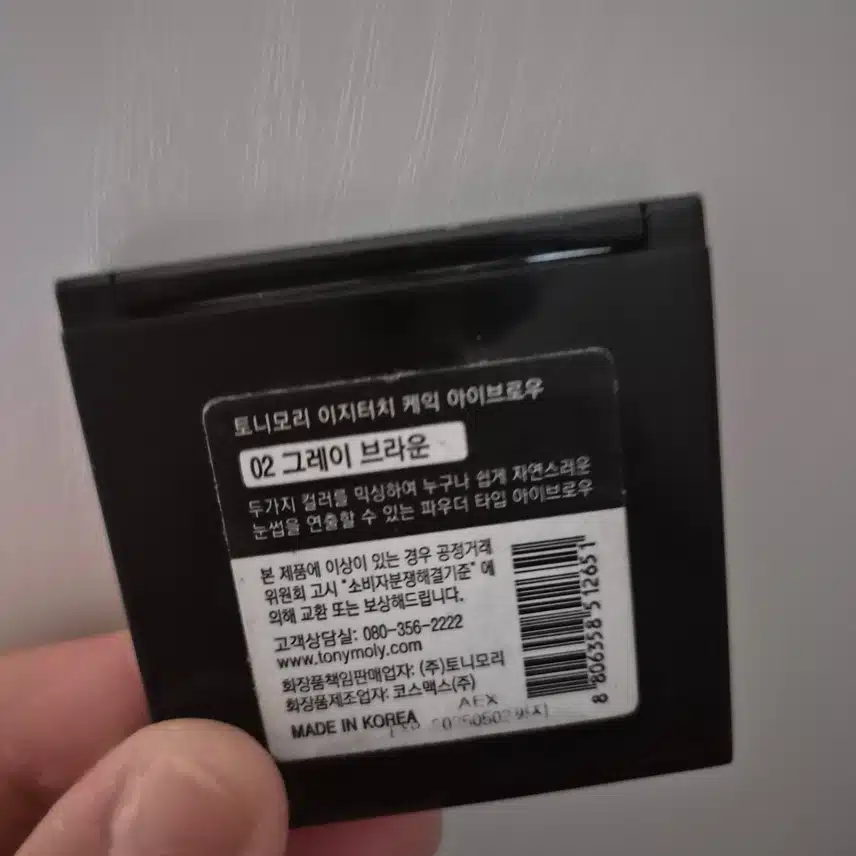 토니모리 이지터치 케익 아이브로우
02 그레이 브라운
두가지 컬러를 믹싱하여 누구나 쉽게 자연스러운
눈썹을 연출할 수 있는 파우더 타입 아이브로우
본 제품에 이상이 있는 경우 공정거래
위원회 고시 "소비자분쟁해결기준" 에
의해 교환 또는 보상해드립니다.
고객상담실: 080-356-2222
www.tonymoly.com
화장품책임판매업자: (주)토니모리
화장품제조업자: 코스맥스(주)
MADE IN KOREA
8 806358 512651